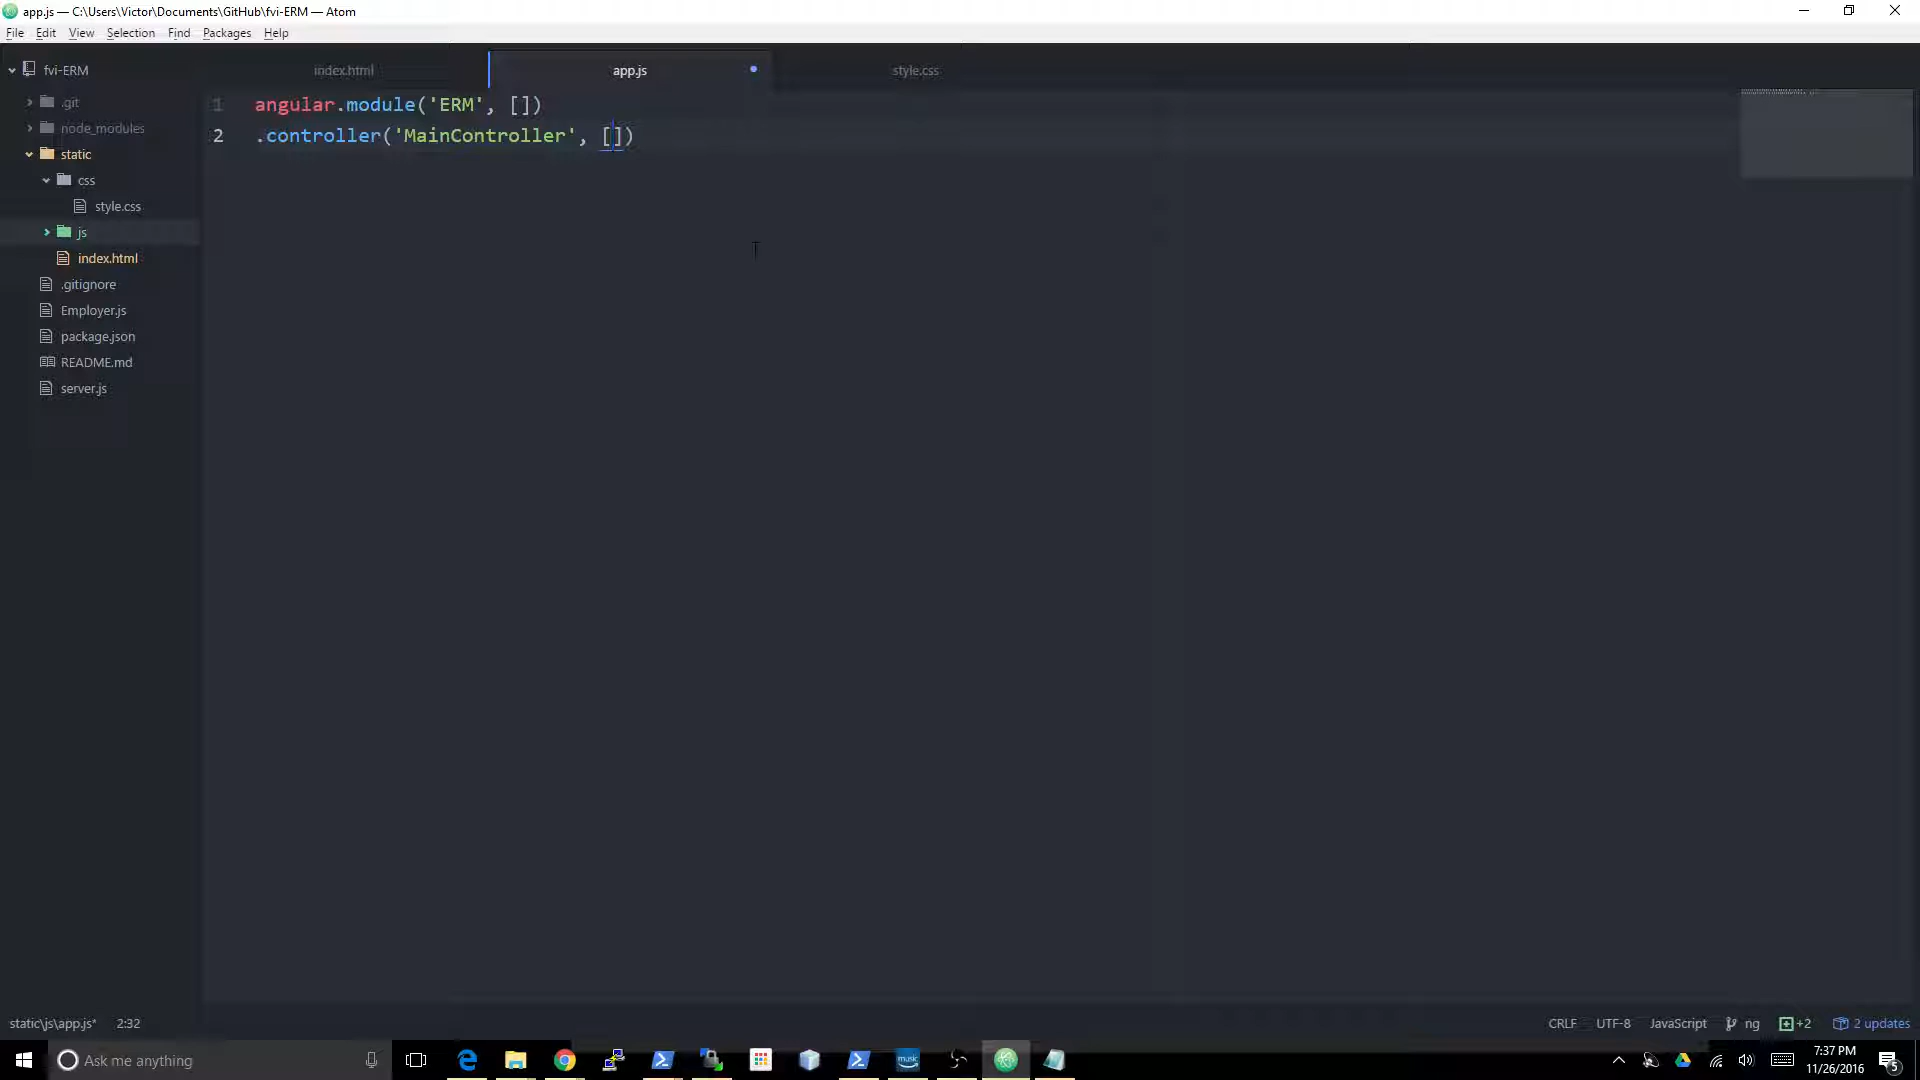 app.js — C:\Users\Victor\Documents\GitHub\fvi-ERM — Atom
File Edit View Selection Find Packages Help
fvi-ERM
.git
node_modules
static
css
style.css
js
index.html
.gitignore
Employer.js
package.json
README.md
server.js
index.html app.js style.css
1 angular.module('ERM', [])
2 .controller('MainController', [])
static\js\app.js* 2:32
CRLF UTF-8 JavaScript ng +2 2 updates
Ask me anything
music
7:37 PM
11/26/2016
5